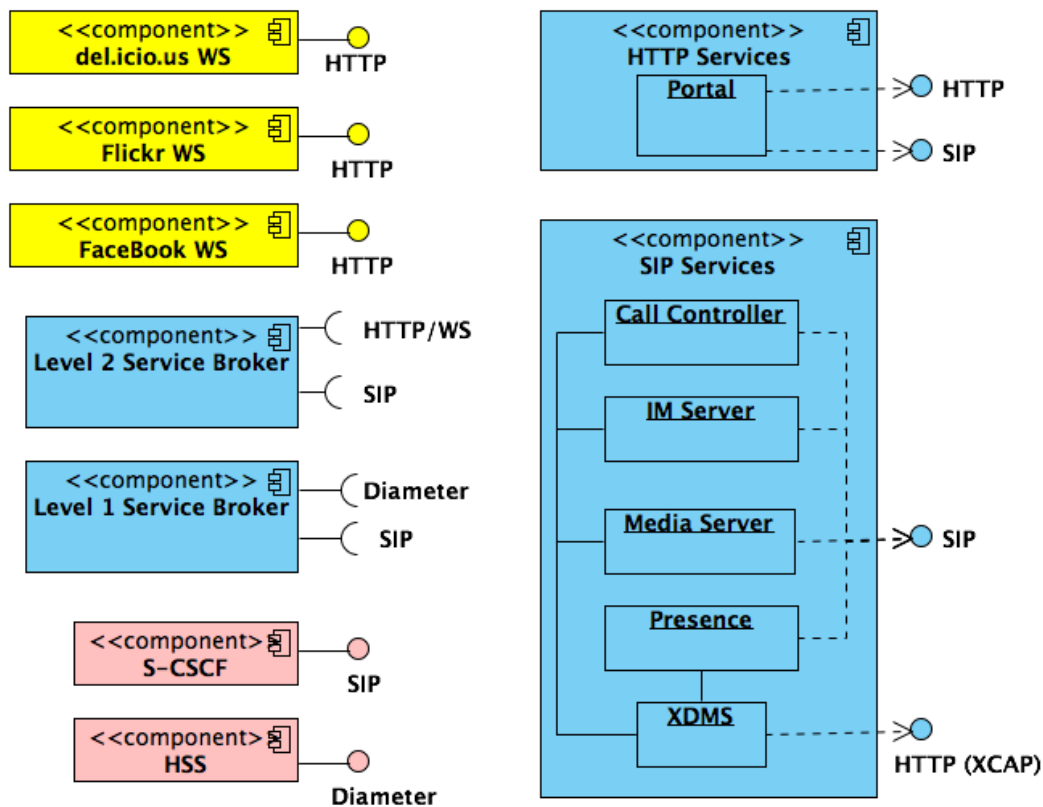 <<component>>
del.icio.us WS
HTTP
<<component>>
Flickr WS
HTTP
<<component>>
FaceBook WS
HTTP
<<component>>
Level 2 Service Broker
HTTP/WS
SIP
<<component>>
Level 1 Service Broker
Diameter
SIP
<<component>>
S-CSCF
SIP
<<component>>
HSS
Diameter
<<component>>
HTTP Services
Portal
HTTP
SIP
<<component>>
SIP Services
Call Controller
IM Server
Media Server
SIP
Presence
XDMS
HTTP (XCAP)